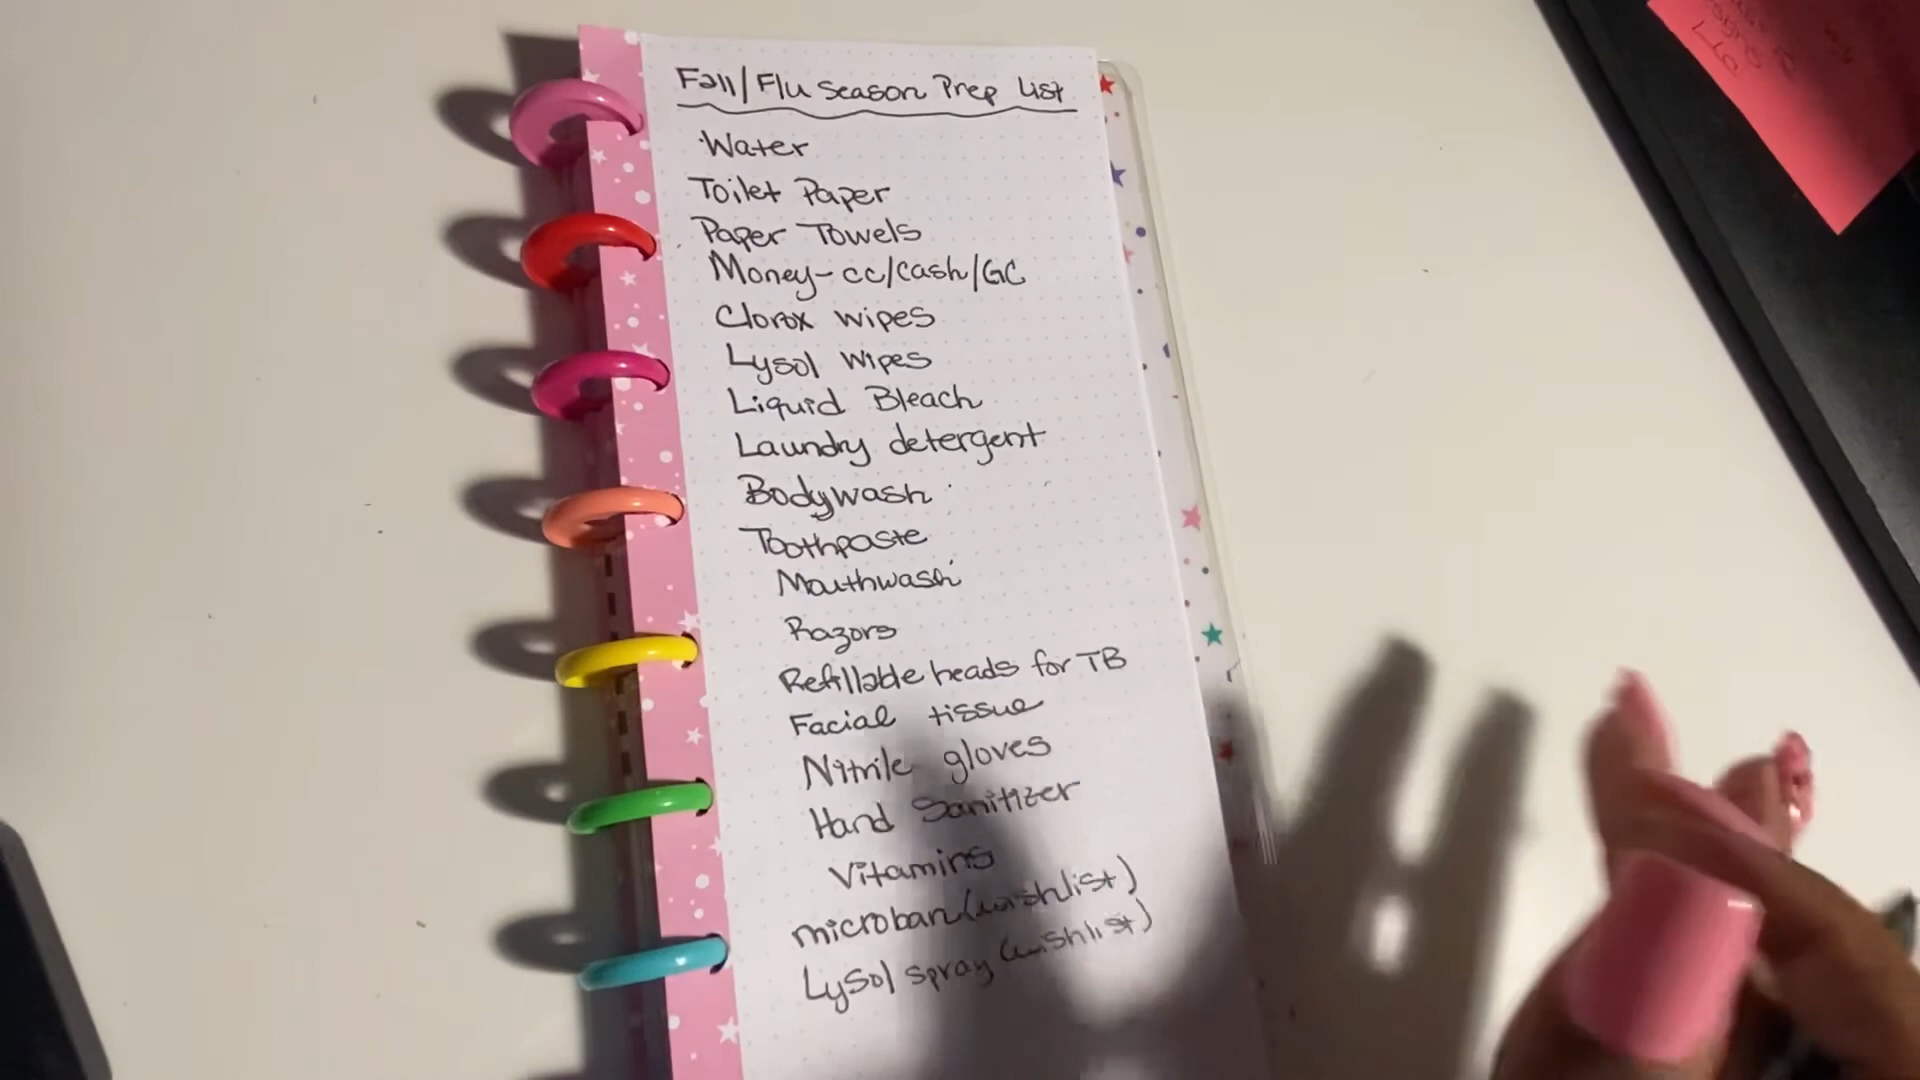 Fall/Flu Season Prep List
Water
Toilet Paper
Paper Towels
Money-cc/cash/GC
Clorox wipes
Lysol wipes
Liquid Bleach
Laundry detergent
Bodywash
Toothpaste
Mouthwash
Razors
Refillable heads for TB
Facial tissue
Nitrile gloves
Hand Sanitizer
Vitamins
microban (wishlist)
Lysol spray (wishlist)